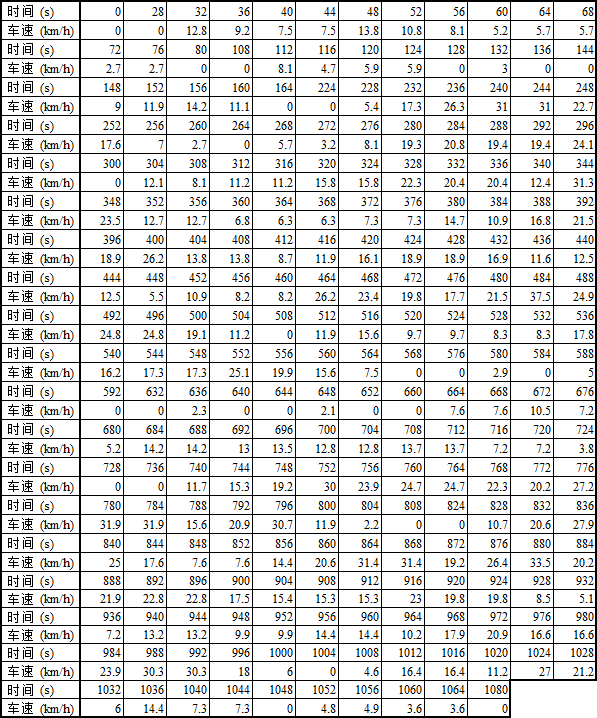 时间 (s) 0 28 32 36 40 44 48 52 56 60 64 68
车速 (km/h) 0 0 12.8 9.2 7.5 7.5 13.8 10.8 8.1 5.2 5.7 5.7
时间 (s) 72 76 80 108 112 116 120 124 128 132 136 144
车速 (km/h) 2.7 2.7 0 0 8.1 4.7 5.9 5.9 0 3 0 0
时间 (s) 148 152 156 160 164 224 228 232 236 240 244 248
车速 (km/h) 9 11.9 14.2 11.1 0 0 5.4 17.3 26.3 31 31 22.7
时间 (s) 252 256 260 264 268 272 276 280 284 288 292 296
车速 (km/h) 17.6 7 2.7 0 5.7 3.2 8.1 19.3 20.8 19.4 19.4 24.1
时间 (s) 300 304 308 312 316 320 324 328 332 336 340 344
车速 (km/h) 0 12.1 8.1 11.2 11.2 15.8 15.8 22.3 20.4 20.4 12.4 31.3
时间 (s) 348 352 356 360 364 368 372 376 380 384 388 392
车速 (km/h) 23.5 12.7 12.7 6.8 6.3 6.3 7.3 7.3 14.7 10.9 16.8 21.5
时间 (s) 396 400 404 408 412 416 420 424 428 432 436 440
车速 (km/h) 18.9 26.2 13.8 13.8 8.7 11.9 16.1 18.9 18.9 16.9 11.6 12.5
时间 (s) 444 448 452 456 460 464 468 472 476 480 484 488
车速 (km/h) 12.5 5.5 10.9 8.2 8.2 26.2 23.4 19.8 17.7 21.5 37.5 24.9
时间 (s) 492 496 500 504 508 512 516 520 524 528 532 536
车速 (km/h) 24.8 24.8 19.1 11.2 0 11.9 15.6 9.7 9.7 8.3 8.3 17.8
时间 (s) 540 544 548 552 556 560 564 568 576 580 584 588
车速 (km/h) 16.2 17.3 17.3 25.1 19.9 15.6 7.5 0 0 2.9 0 5
时间 (s) 592 632 636 640 644 648 652 660 664 668 672 676
车速 (km/h) 0 0 2.3 0 0 2.1 0 0 7.6 7.6 10.5 7.2
时间 (s) 680 684 688 692 696 700 704 708 712 716 720 724
车速 (km/h) 5.2 14.2 14.2 13 13.5 12.8 12.8 13.7 13.7 7.2 7.2 3.8
时间 (s) 728 736 740 744 748 752 756 760 764 768 772 776
车速 (km/h) 0 0 11.7 15.3 19.2 30 23.9 24.7 24.7 22.3 20.2 27.2
时间 (s) 780 784 788 792 796 800 804 808 824 828 832 836
车速 (km/h) 31.9 31.9 15.6 20.9 30.7 11.9 2.2 0 0 10.7 20.6 27.9
时间 (s) 840 844 848 852 856 860 864 868 872 876 880 884
车速 (km/h) 25 17.6 7.6 7.6 14.4 20.6 31.4 31.4 19.2 26.4 33.5 20.2
时间 (s) 888 892 896 900 904 908 912 916 920 924 928 932
车速 (km/h) 21.9 22.8 22.8 17.5 15.4 15.3 15.3 23 19.8 19.8 8.5 5.1
时间 (s) 936 940 944 948 952 956 960 964 968 972 976 980
车速 (km/h) 7.2 13.2 13.2 9.9 9.9 14.4 14.4 10.2 17.9 20.9 16.6 16.6
时间 (s) 984 988 992 996 1000 1004 1008 1012 1016 1020 1024 1028
车速 (km/h) 23.9 30.3 30.3 18 6 0 4.6 16.4 16.4 11.2 27 21.2
时间 (s) 1032 1036 1040 1044 1048 1052 1056 1060 1064 1080
车速 (km/h) 6 14.4 7.3 7.3 0 4.8 4.9 3.6 3.6 0